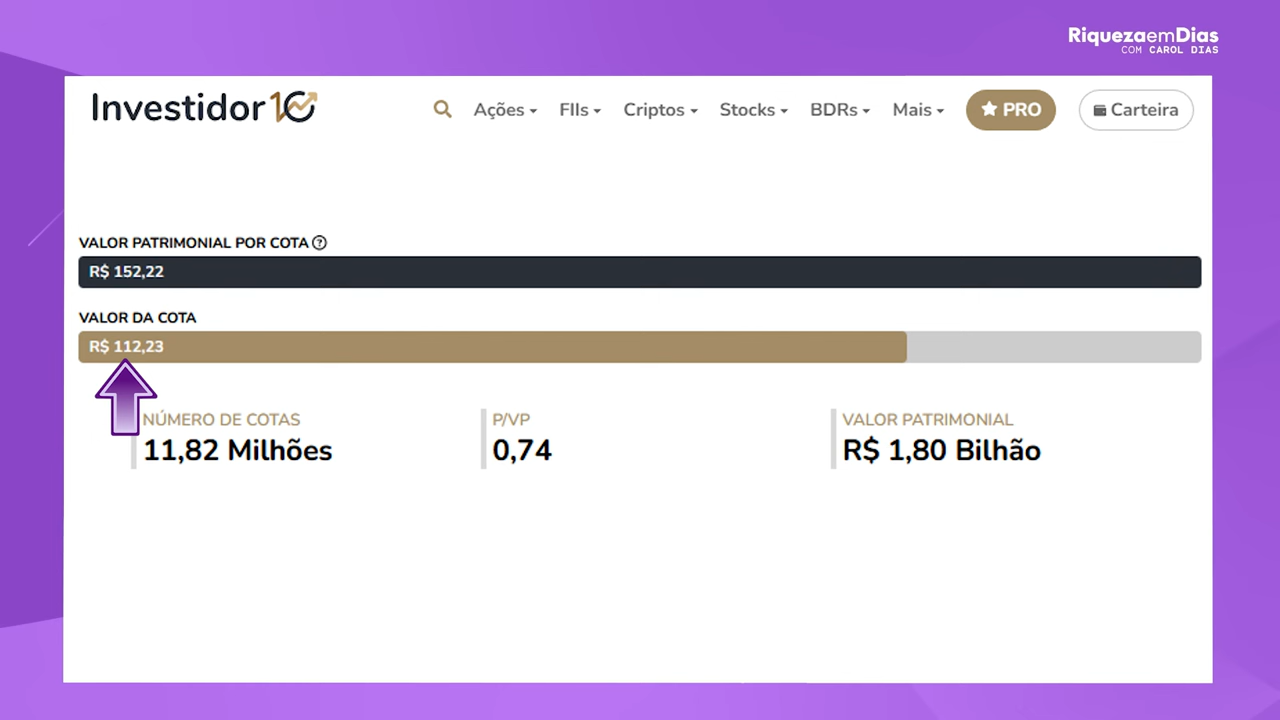 RiquezaemDias
COM CAROL DIAS
Investidor10
Ações
FIIs
Criptos
Stocks
BDRs
Mais
PRO
Carteira
VALOR PATRIMONIAL POR COTA ?
R$ 152,22
VALOR DA COTA
R$ 112,23
NÚMERO DE COTAS
11,82 Milhões
P/VP
0,74
VALOR PATRIMONIAL
R$ 1,80 Bilhão